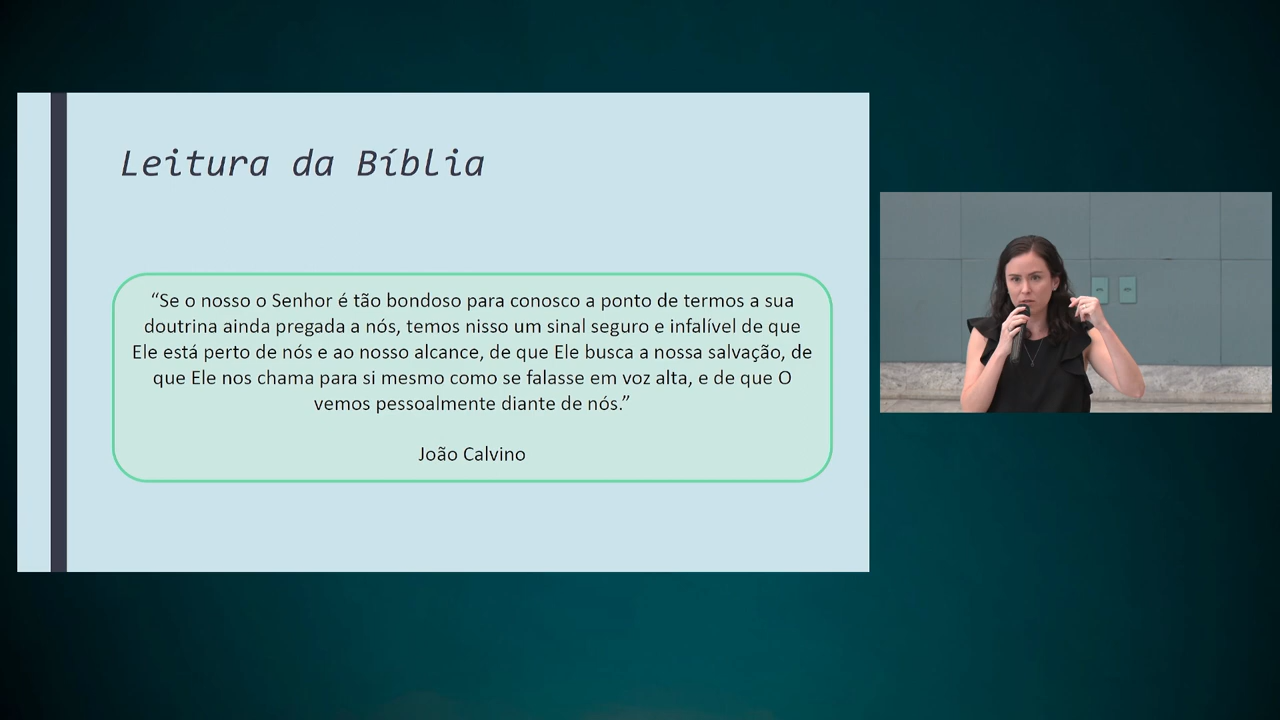 Leitura da Bíblia
“Se o nosso o Senhor é tão bondoso para conosco a ponto de termos a sua
doutrina ainda pregada a nós, temos nisso um sinal seguro e infalível de que
Ele está perto de nós e ao nosso alcance, de que Ele busca a nossa salvação, de
que Ele nos chama para si mesmo como se falasse em voz alta, e de que O
vemos pessoalmente diante de nós.”
João Calvino